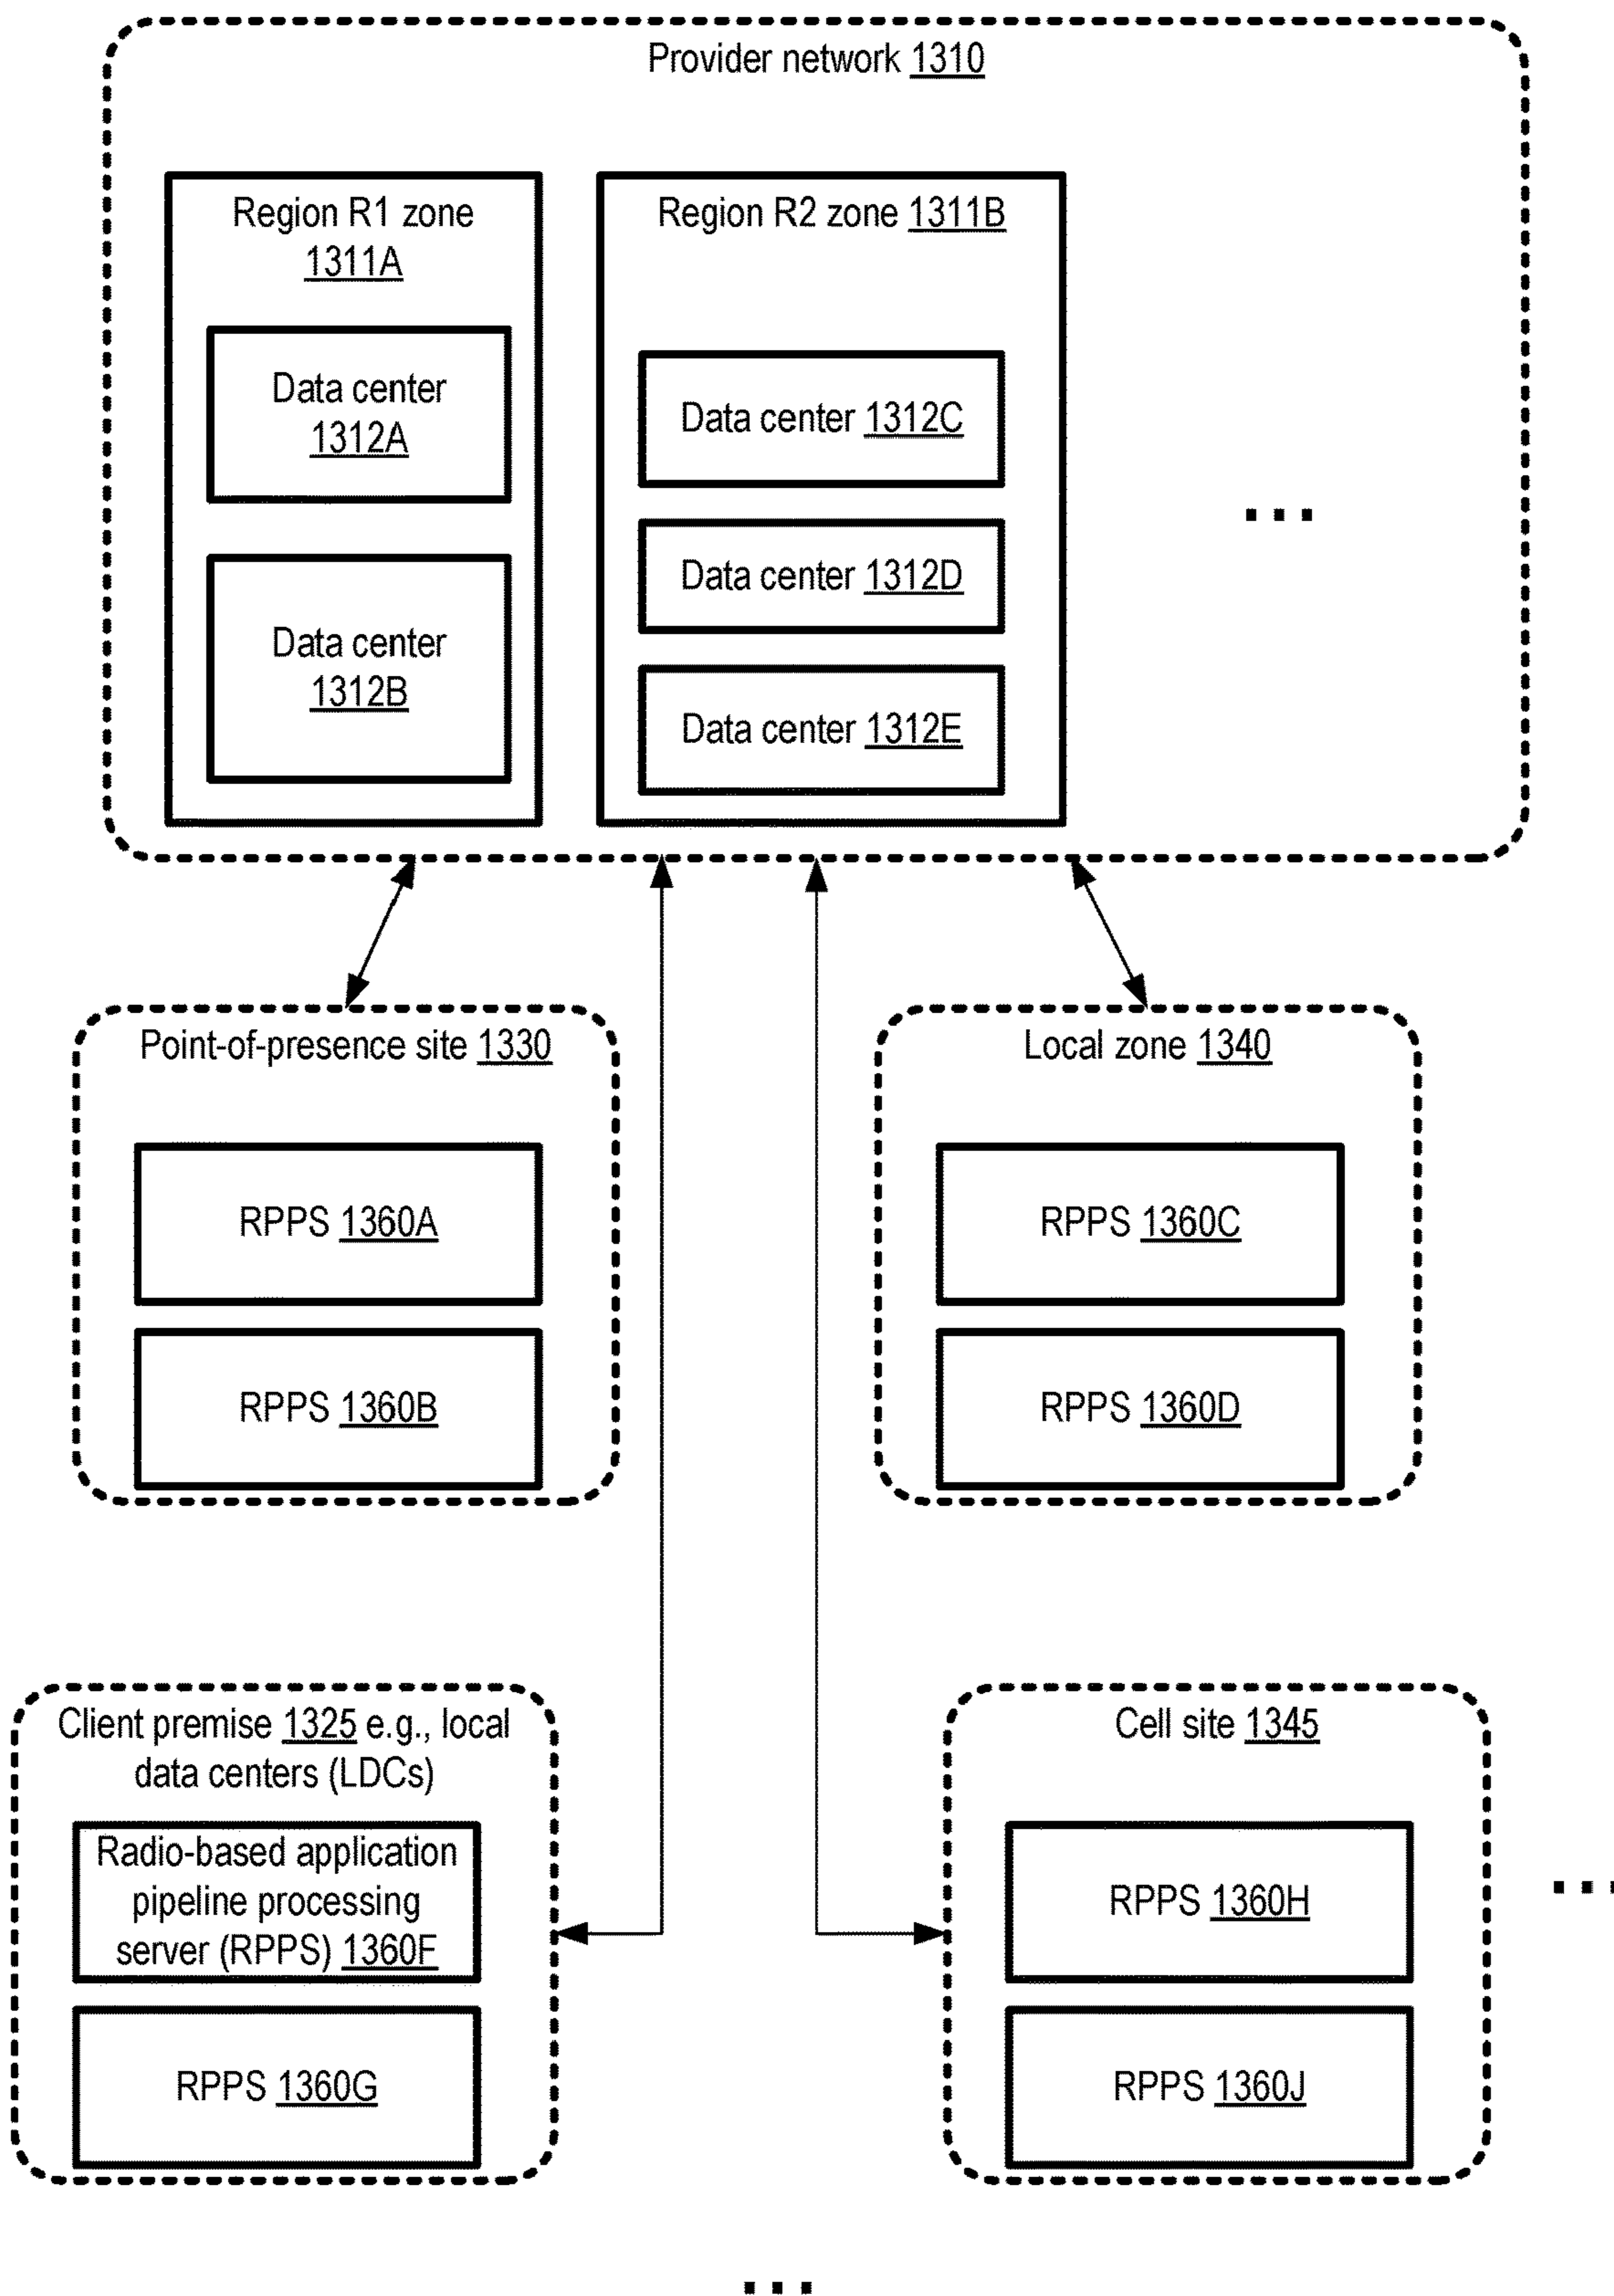 Provider network 1310
Region R1 zone
1311A
Data center
1312A
Data center
1312B
Region R2 zone 1311B
Data center 1312C
Data center 1312D
Data center 1312E
...
Point-of-presence site 1330
RPPS 1360A
RPPS 1360B
Local zone 1340
RPPS 1360C
RPPS 1360D
Client premise 1325 e.g., local
data centers (LDCs)
Radio-based application
pipeline processing
server (RPPS) 1360F
RPPS 1360G
Cell site 1345
RPPS 1360H
RPPS 1360J
...
...